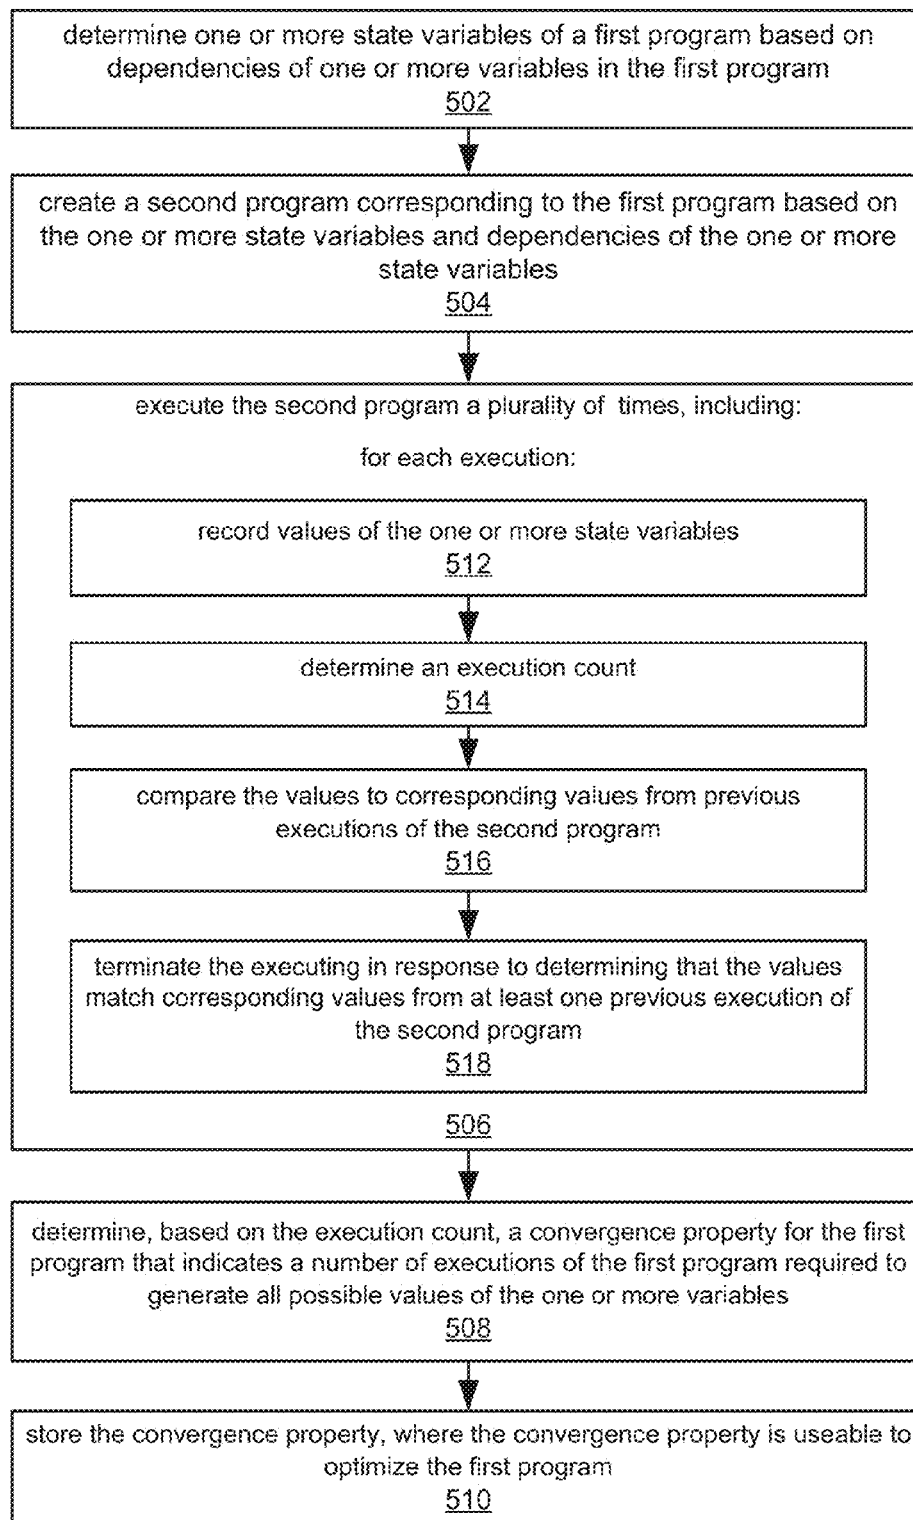 determine one or more state variables of a first program based on
dependencies of one or more variables in the first program
502
create a second program corresponding to the first program based on
the one or more state variables and dependencies of the one or more
state variables
504
execute the second program a plurality of times, including:
for each execution:
record values of the one or more state variables
512
determine an execution count
514
compare the values to corresponding values from previous
executions of the second program
516
terminate the executing in response to determining that the values
match corresponding values from at least one previous execution of
the second program
518
506
determine, based on the execution count, a convergence property for the first
program that indicates a number of executions of the first program required to
generate all possible values of the one or more variables
508
store the convergence property, where the convergence property is useable to
optimize the first program
510